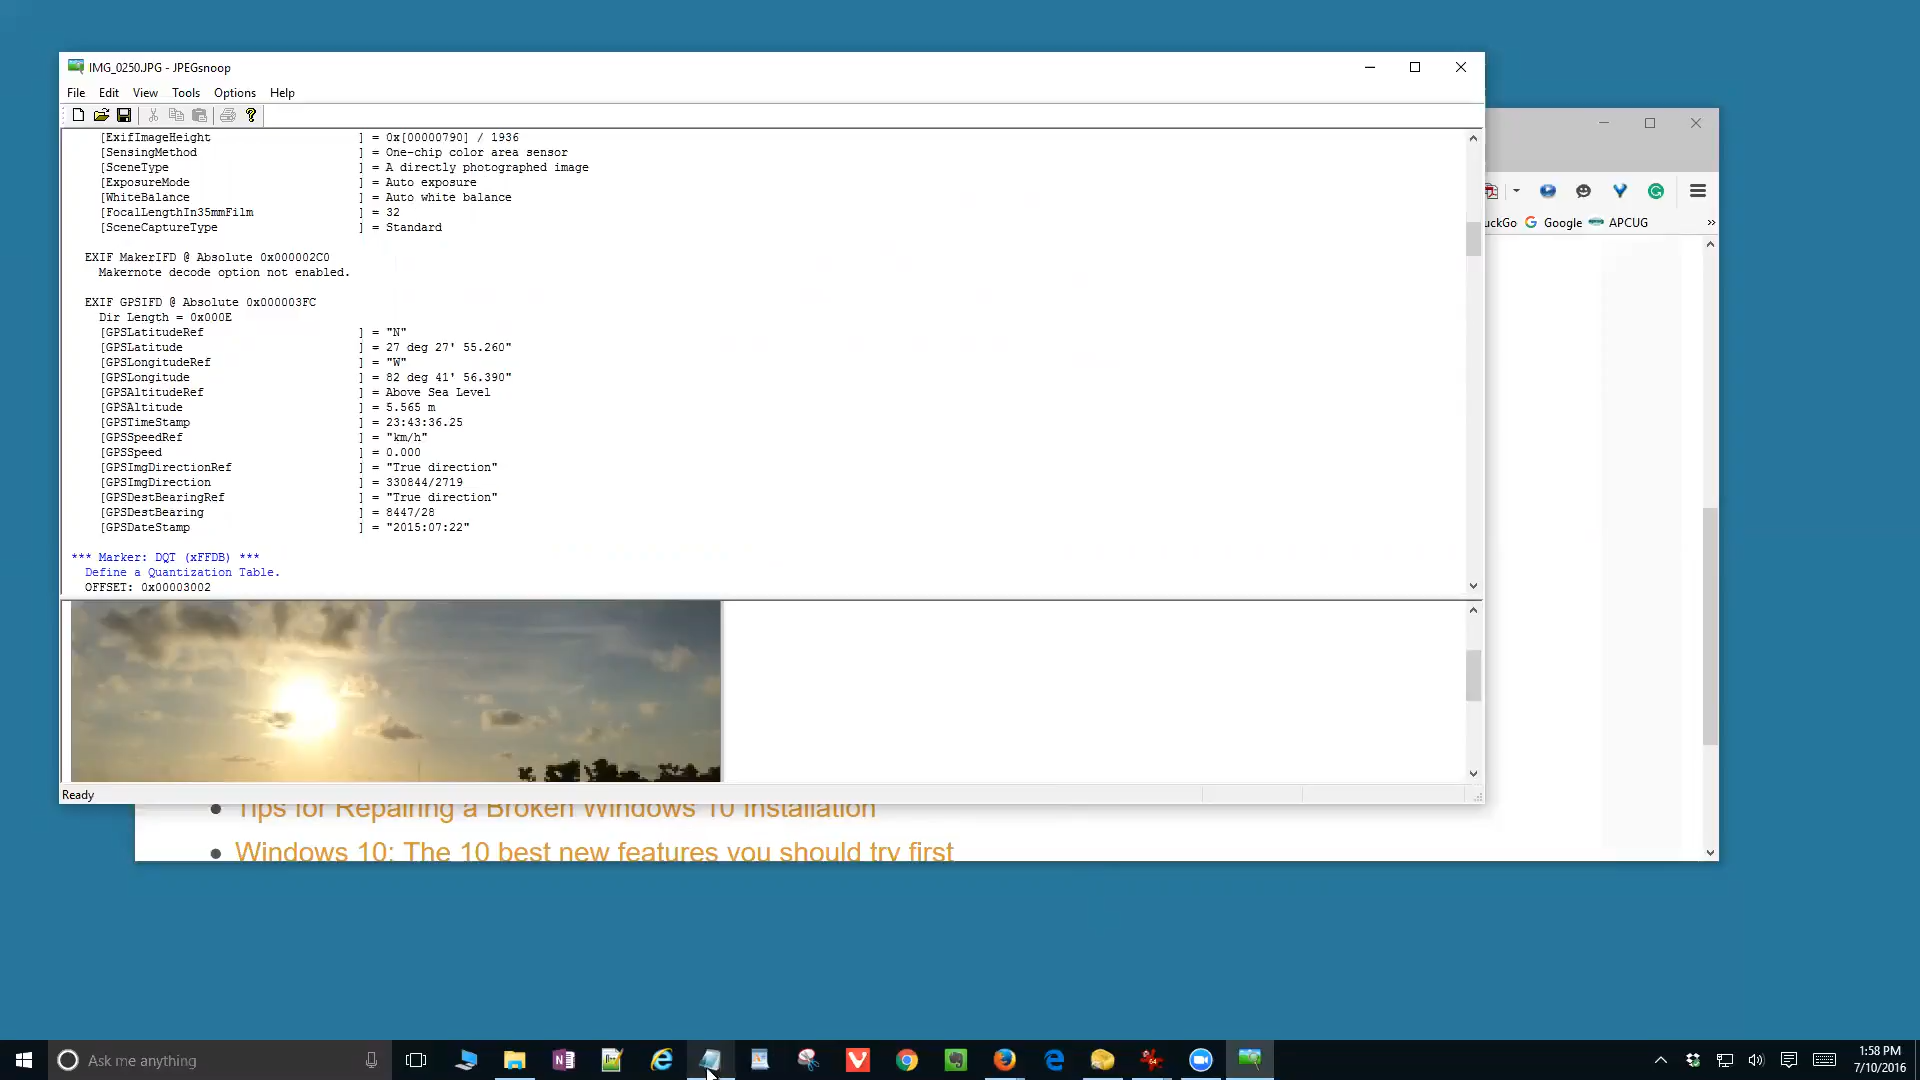 IMG_0250.JPG - JPEGsnoop
File Edit View Tools Options Help
[ExifImageHeight ] = 0x[00000790] / 1936
[SensingMethod ] = One-chip color area sensor
[SceneType ] = A directly photographed image
[ExposureMode ] = Auto exposure
[WhiteBalance ] = Auto white balance
[FocalLengthIn35mmFilm ] = 32
[SceneCaptureType ] = Standard
EXIF MakerIFD @ Absolute 0x000002C0
Makernote decode option not enabled.
EXIF GPSIFD @ Absolute 0x000003FC
Dir Length = 0x000E
[GPSLatitudeRef ] = "N"
[GPSLatitude ] = 27 deg 27' 55.260"
[GPSLongitudeRef ] = "W"
[GPSLongitude ] = 82 deg 41' 56.390"
[GPSAltitudeRef ] = Above Sea Level
[GPSAltitude ] = 5.565 m
[GPSTimeStamp ] = 23:43:36.25
[GPSSpeedRef ] = "km/h"
[GPSSpeed ] = 0.000
[GPSImgDirectionRef ] = "True direction"
[GPSImgDirection ] = 330844/2719
[GPSDestBearingRef ] = "True direction"
[GPSDestBearing ] = 8447/28
[GPSDateStamp ] = "2015:07:22"
*** Marker: DQT (xFFDB) ***
Define a Quantization Table.
OFFSET: 0x00003002
Ready
uckGo Google APCUG »
Tips for Repairing a Broken Windows 10 Installation
Windows 10: The 10 best new features you should try first
Ask me anything
1:58 PM
7/10/2016